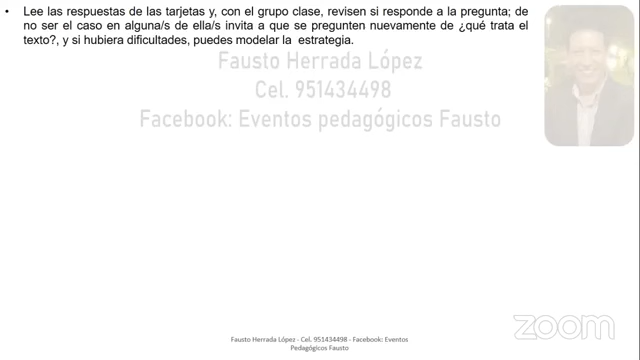 • Lee las respuestas de las tarjetas y, con el grupo clase, revisen si responde a la pregunta; de
no ser el caso en alguna/s de ella/s invita a que se pregunten nuevamente de ¿qué trata el
texto?, y si hubiera dificultades, puedes modelar la estrategia.
Fausto Herrada López
Cel. 951434498
Facebook: Eventos pedagógicos Fausto
zoom
Fausto Herrada López - Cel. 951434498 - Facebook: Eventos
Pedagógicos Fausto